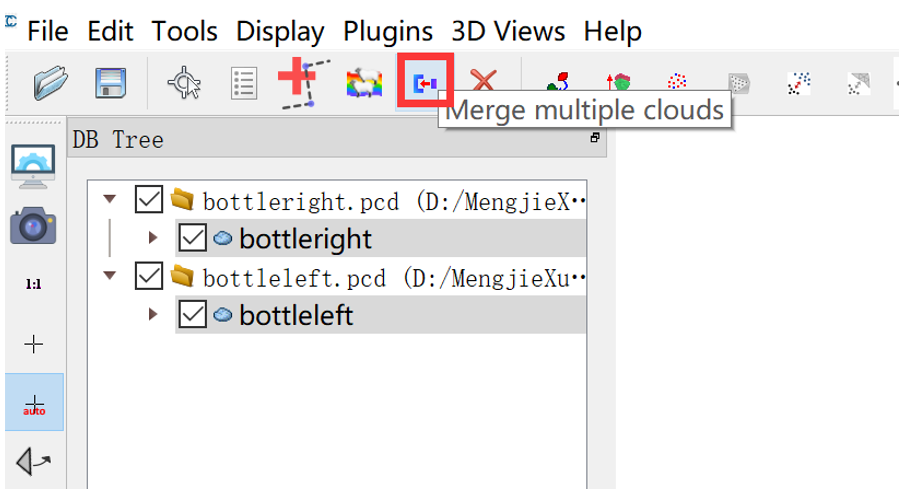 File Edit Tools Display Plugins 3D Views Help
Merge multiple clouds
DB Tree
bottleright.pcd (D:/MengjieX··
bottleright
bottleleft.pcd (D:/MengjieXu··
bottleleft
1:1
auto